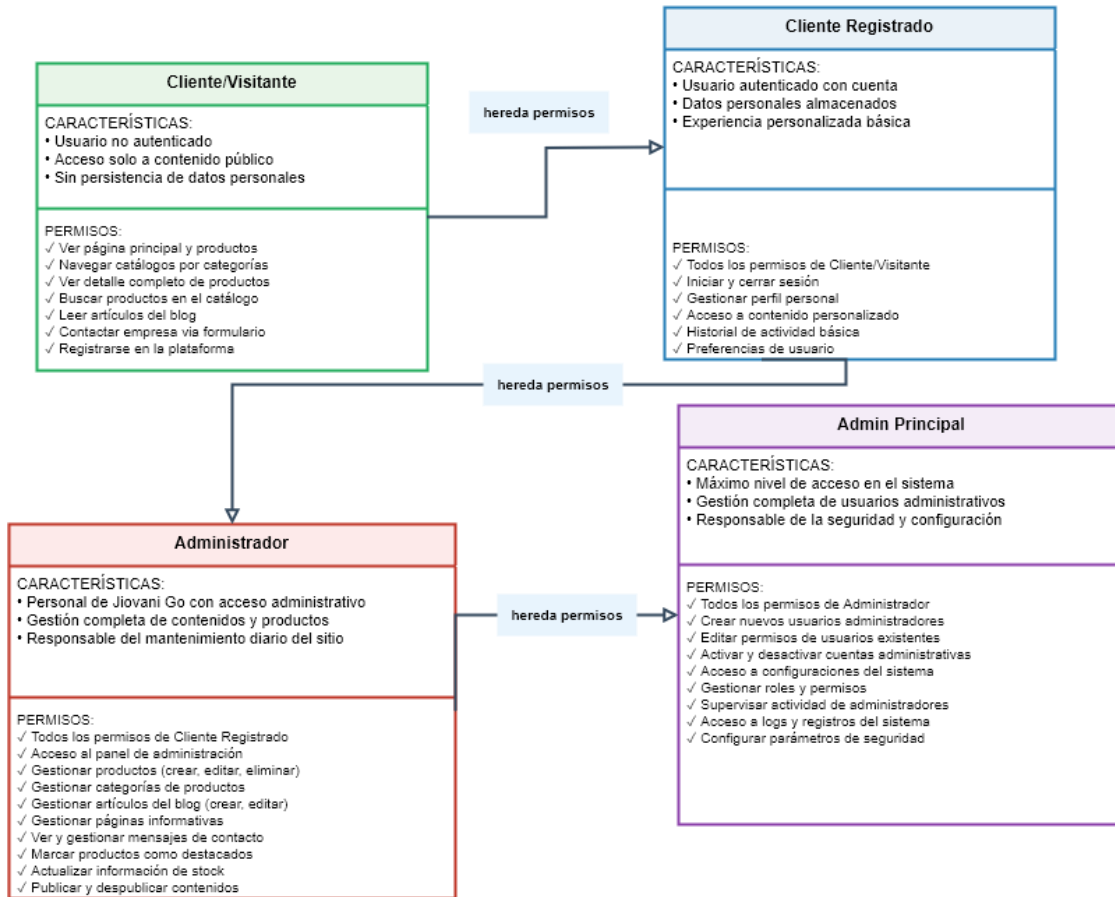 Cliente/Visitante
CARACTERÍSTICAS:
• Usuario no autenticado
• Acceso solo a contenido público
• Sin persistencia de datos personales
PERMISOS:
✓ Ver página principal y productos
✓ Navegar catálogos por categorías
✓ Ver detalle completo de productos
✓ Buscar productos en el catálogo
✓ Leer artículos del blog
✓ Contactar empresa via formulario
✓ Registrarse en la plataforma
hereda permisos
Cliente Registrado
CARACTERÍSTICAS:
• Usuario autenticado con cuenta
• Datos personales almacenados
• Experiencia personalizada básica
PERMISOS:
✓ Todos los permisos de Cliente/Visitante
✓ Iniciar y cerrar sesión
✓ Gestionar perfil personal
✓ Acceso a contenido personalizado
✓ Historial de actividad básica
✓ Preferencias de usuario
hereda permisos
Administrador
CARACTERÍSTICAS:
• Personal de Jiovani Go con acceso administrativo
• Gestión completa de contenidos y productos
• Responsable del mantenimiento diario del sitio
PERMISOS:
✓ Todos los permisos de Cliente Registrado
✓ Acceso al panel de administración
✓ Gestionar productos (crear, editar, eliminar)
✓ Gestionar categorías de productos
✓ Gestionar artículos del blog (crear, editar)
✓ Gestionar páginas informativas
✓ Ver y gestionar mensajes de contacto
✓ Marcar productos como destacados
✓ Actualizar información de stock
✓ Publicar y despublicar contenidos
hereda permisos
Admin Principal
CARACTERÍSTICAS:
• Máximo nivel de acceso en el sistema
• Gestión completa de usuarios administrativos
• Responsable de la seguridad y configuración
PERMISOS:
✓ Todos los permisos de Administrador
✓ Crear nuevos usuarios administradores
✓ Editar permisos de usuarios existentes
✓ Activar y desactivar cuentas administrativas
✓ Acceso a configuraciones del sistema
✓ Gestionar roles y permisos
✓ Supervisar actividad de administradores
✓ Acceso a logs y registros del sistema
✓ Configurar parámetros de seguridad